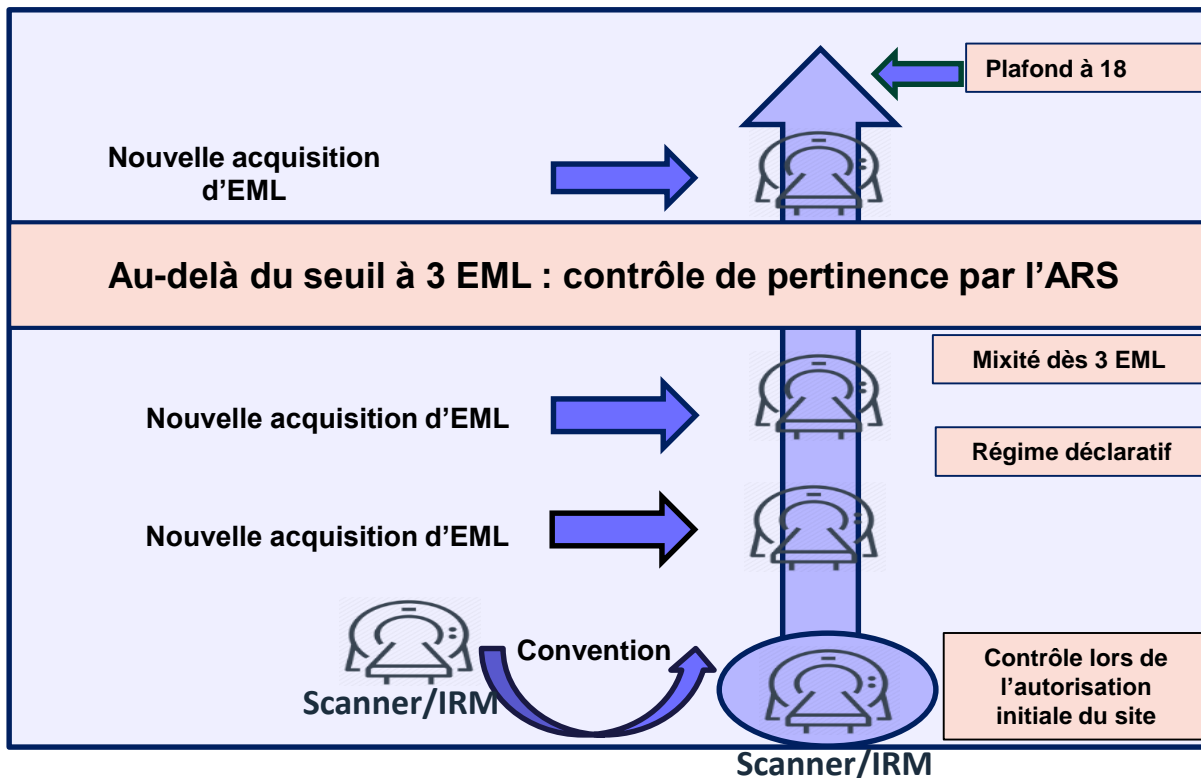 Plafond à 18
Nouvelle acquisition
d’EML
Au-delà du seuil à 3 EML : contrôle de pertinence par l’ARS
Mixité dès 3 EML
Nouvelle acquisition d’EML
Régime déclaratif
Nouvelle acquisition d’EML
Convention
Scanner/IRM
Contrôle lors de
l’autorisation
initiale du site
Scanner/IRM